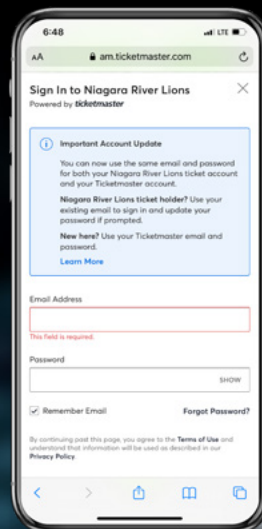 6:48
LTE
AA
am.ticketmaster.com
Sign In to Niagara River Lions
Powered by ticketmaster
Important Account Update
You can now use the same email and password
for both your Niagara River Lions ticket account
and your Ticketmaster account.
Niagara River Lions ticket holder? Use your
existing email to sign in and update your
password if prompted.
New here? Use your Ticketmaster email and
password.
Learn More
Email Address
This field is required.
Password
SHOW
Remember Email
Forgot Password?
By continuing past this page, you agree to the Terms of Use and
understand that information will be used as described in our
Privacy Policy.